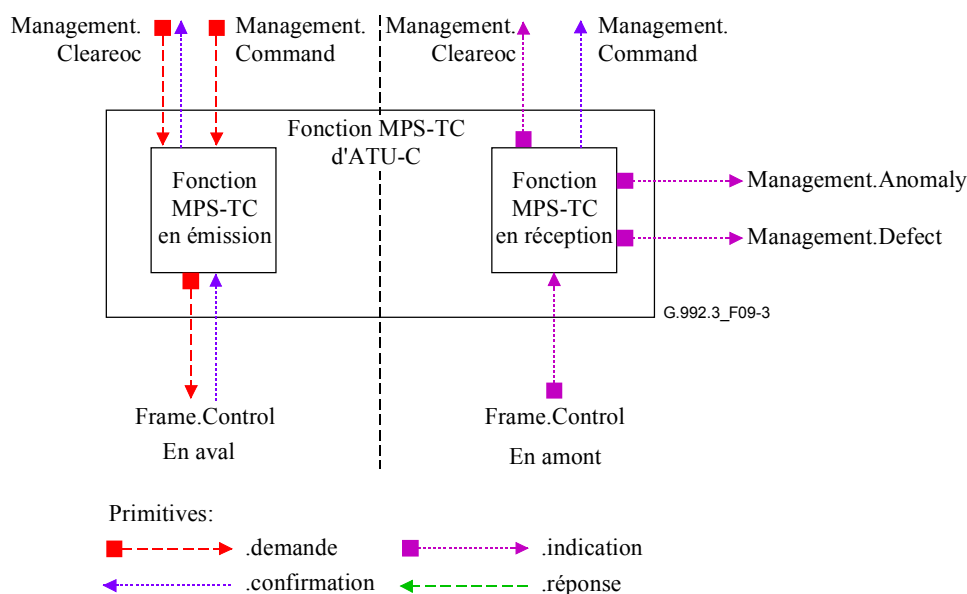 Management.
Cleareoc
Management.
Command
Management.
Cleareoc
Management.
Command
Fonction MPS-TC
d'ATU-C
Fonction
MPS-TC
en émission
Fonction
MPS-TC
en réception
Management.Anomaly
Management.Defect
G.992.3_F09-3
Frame.Control
En aval
Frame.Control
En amont
Primitives:
.demande
.indication
.confirmation
.réponse